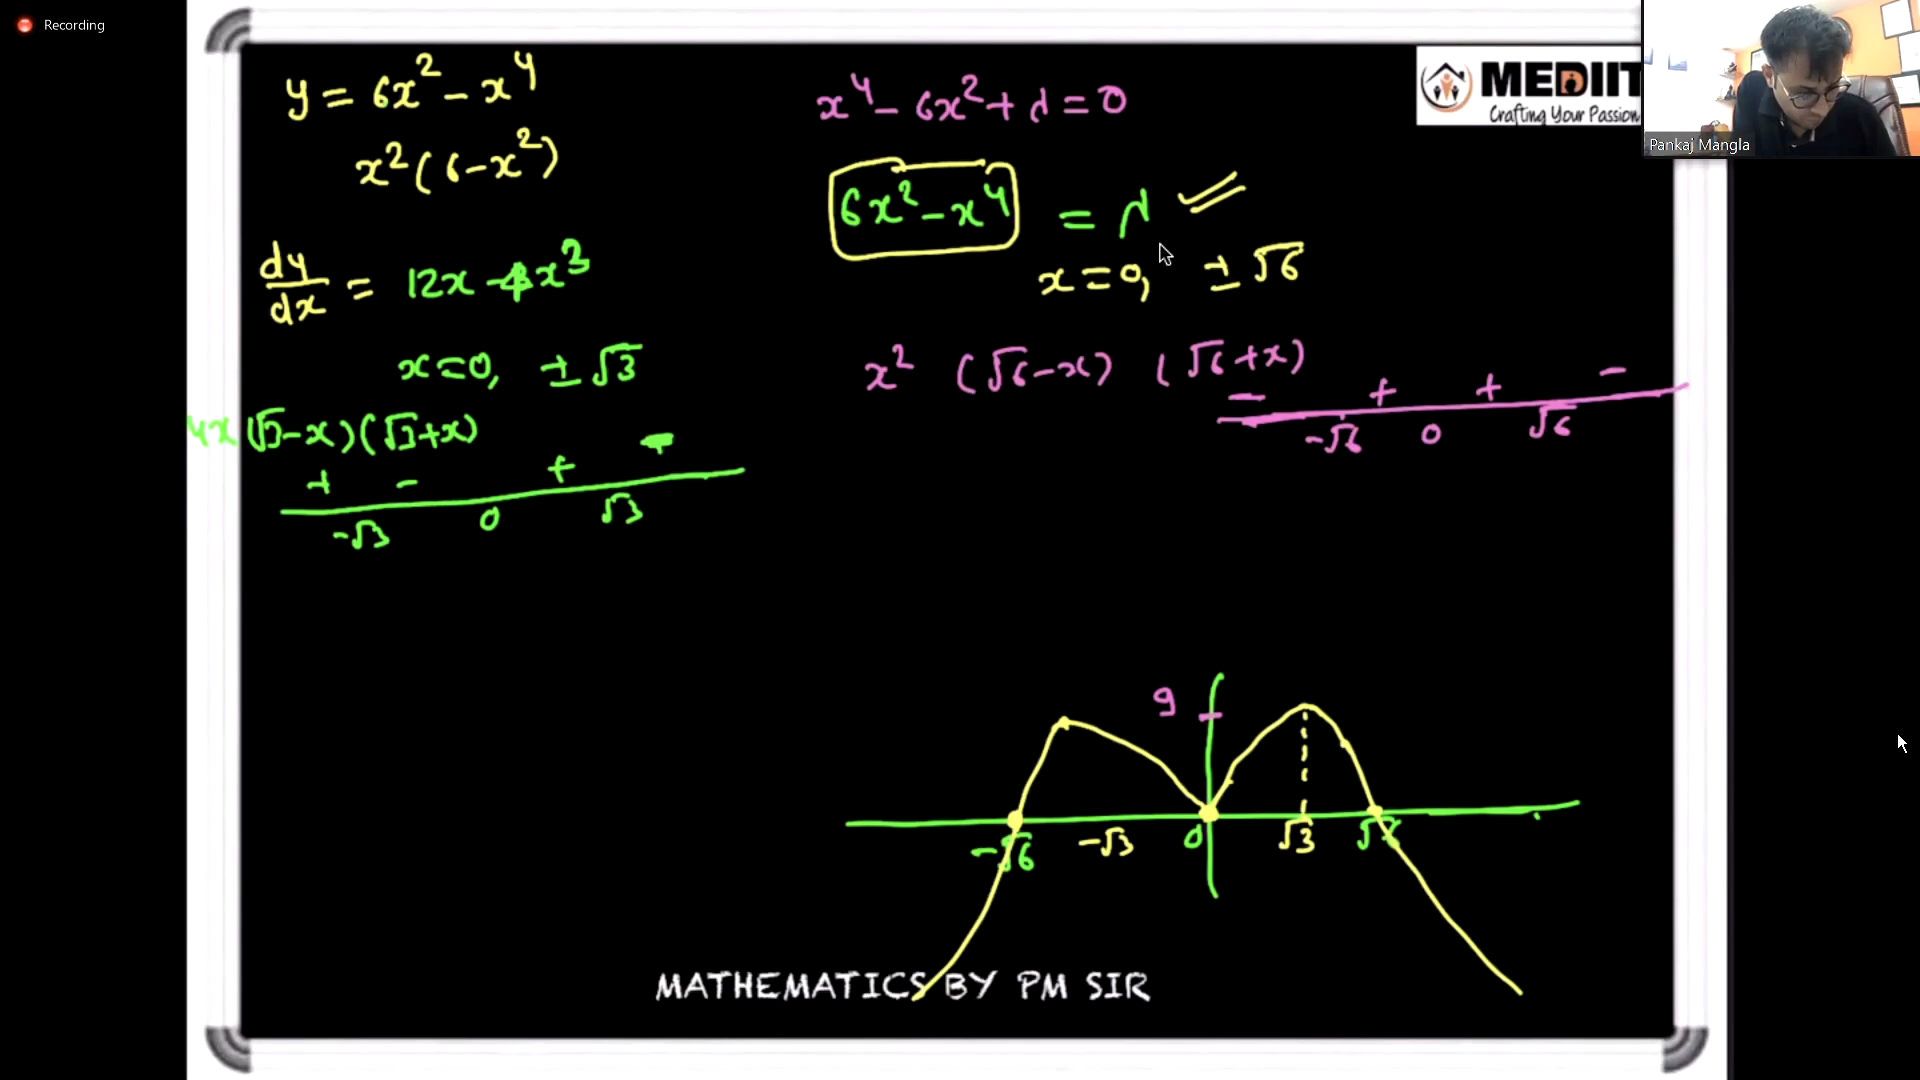 Recording
y = 6x² - x⁴
x²(6-x²)
dy/dx = 12x - 4x³
x=0, ±√3
4x(√3-x)(√3+x)
+ - + -
-√3 0 √3
x⁴ - 6x² + λ = 0
6x² - x⁴ = λ
x=0, ±√6
x² (√6-x) (√6+x)
- + + -
-√6 0 √6
MEDIIT
Crafting Your Passion
Pankaj Mangla
9
-√6 -√3 0 √3
MATHEMATICS BY PM SIR